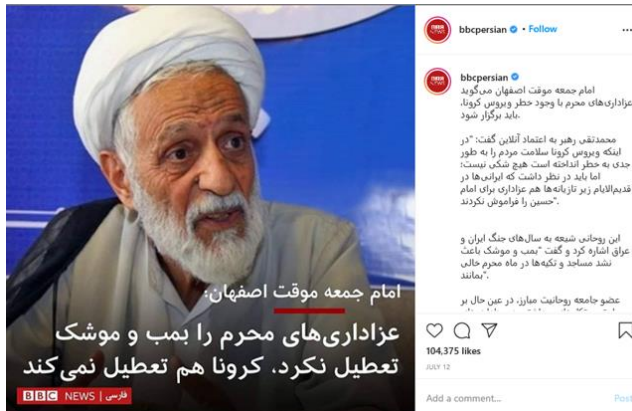 bbcpersian • Follow
امام جمعه موقت اصفهان:
عزاداری‌های محرم را بمب و موشک
تعطیل نکرد، کرونا هم تعطیل نمی‌کند
BBC NEWS | فارسی
bbcpersian
امام جمعه موقت اصفهان می‌گوید
عزاداری‌های محرم با وجود خطر ویروس کرونا،
باید برگزار شود.
محمدتقی رهبر به اعتماد آنلاین گفت: "در
اینکه ویروس کرونا سلامت مردم را به طور
جدی به خطر انداخته است هیچ شکی نیست؛
اما باید در نظر داشت که ایرانی‌ها در
قدیم‌الایام زیر تازیانه‌ها هم عزاداری برای امام
حسین را فراموش نکردند".
این روحانی شیعه به سال‌های جنگ ایران و
عراق اشاره کرد و گفت "بمب و موشک باعث
نشد مساجد و تکیه‌ها در ماه محرم خالی
بمانند".
عضو جامعه روحانیت مبارز، در عین حال بر
104,375 likes
JULY 12
Add a comment...
Post